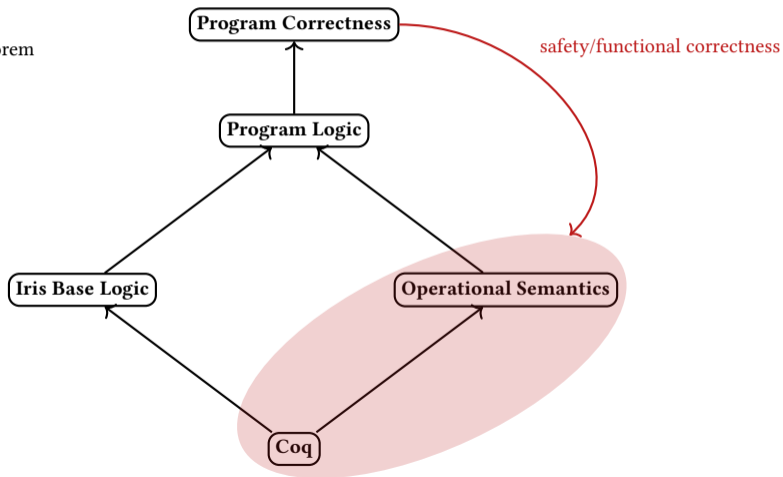 Program Correctness
safety/functional correctness
orem
Program Logic
Iris Base Logic
Operational Semantics
Coq